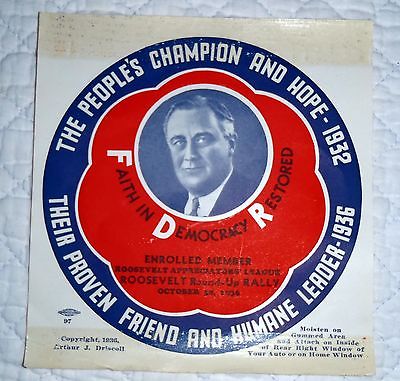 THE PEOPLE'S CHAMPION AND HOPE-1932
FAITH IN DEMOCRACY RESTORED
ENROLLED MEMBER
ROOSEVELT APPRECIATORS' LEAGUE
ROOSEVELT Round-Up RALLY
OCTOBER 1936
THEIR PROVEN FRIEND AND HUMANE LEADER-1936
97
Copyright, 1936,
Arthur J. Driscoll
Moisten on
Gummed Area
and Attach on Inside
of Rear Right Window of
Your Auto or on Home Window